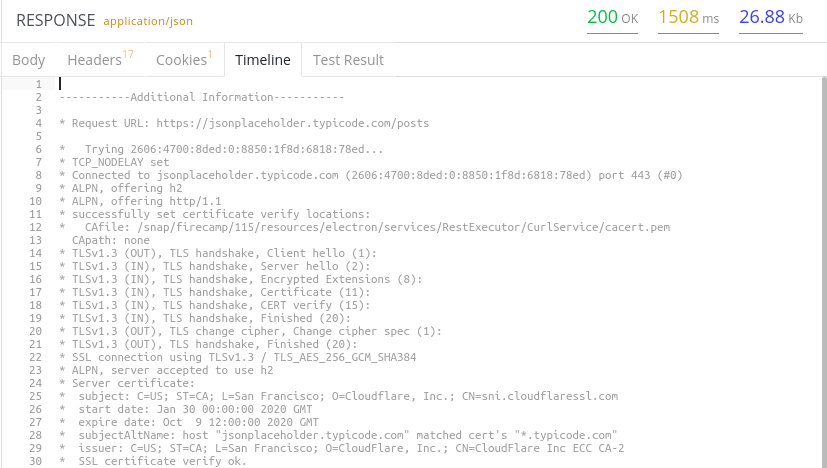 RESPONSE application/json 200 OK 1508 ms 26.88 Kb
Body Headers17 Cookies1 Timeline Test Result
1
2 -----------Additional Information-----------
3
4 * Request URL: https://jsonplaceholder.typicode.com/posts
5
6 *   Trying 2606:4700:8ded:0:8850:1f8d:6818:78ed...
7 * TCP_NODELAY set
8 * Connected to jsonplaceholder.typicode.com (2606:4700:8ded:0:8850:1f8d:6818:78ed) port 443 (#0)
9 * ALPN, offering h2
10 * ALPN, offering http/1.1
11 * successfully set certificate verify locations:
12 *   CAfile: /snap/firecamp/115/resources/electron/services/RestExecutor/CurlService/cacert.pem
13   CApath: none
14 * TLSv1.3 (OUT), TLS handshake, Client hello (1):
15 * TLSv1.3 (IN), TLS handshake, Server hello (2):
16 * TLSv1.3 (IN), TLS handshake, Encrypted Extensions (8):
17 * TLSv1.3 (IN), TLS handshake, Certificate (11):
18 * TLSv1.3 (IN), TLS handshake, CERT verify (15):
19 * TLSv1.3 (IN), TLS handshake, Finished (20):
20 * TLSv1.3 (OUT), TLS change cipher, Change cipher spec (1):
21 * TLSv1.3 (OUT), TLS handshake, Finished (20):
22 * SSL connection using TLSv1.3 / TLS_AES_256_GCM_SHA384
23 * ALPN, server accepted to use h2
24 * Server certificate:
25 *  subject: C=US; ST=CA; L=San Francisco; O=Cloudflare, Inc.; CN=sni.cloudflaressl.com
26 *  start date: Jan 30 00:00:00 2020 GMT
27 *  expire date: Oct  9 12:00:00 2020 GMT
28 *  subjectAltName: host "jsonplaceholder.typicode.com" matched cert's "*.typicode.com"
29 *  issuer: C=US; ST=CA; L=San Francisco; O=CloudFlare, Inc.; CN=CloudFlare Inc ECC CA-2
30 *  SSL certificate verify ok.